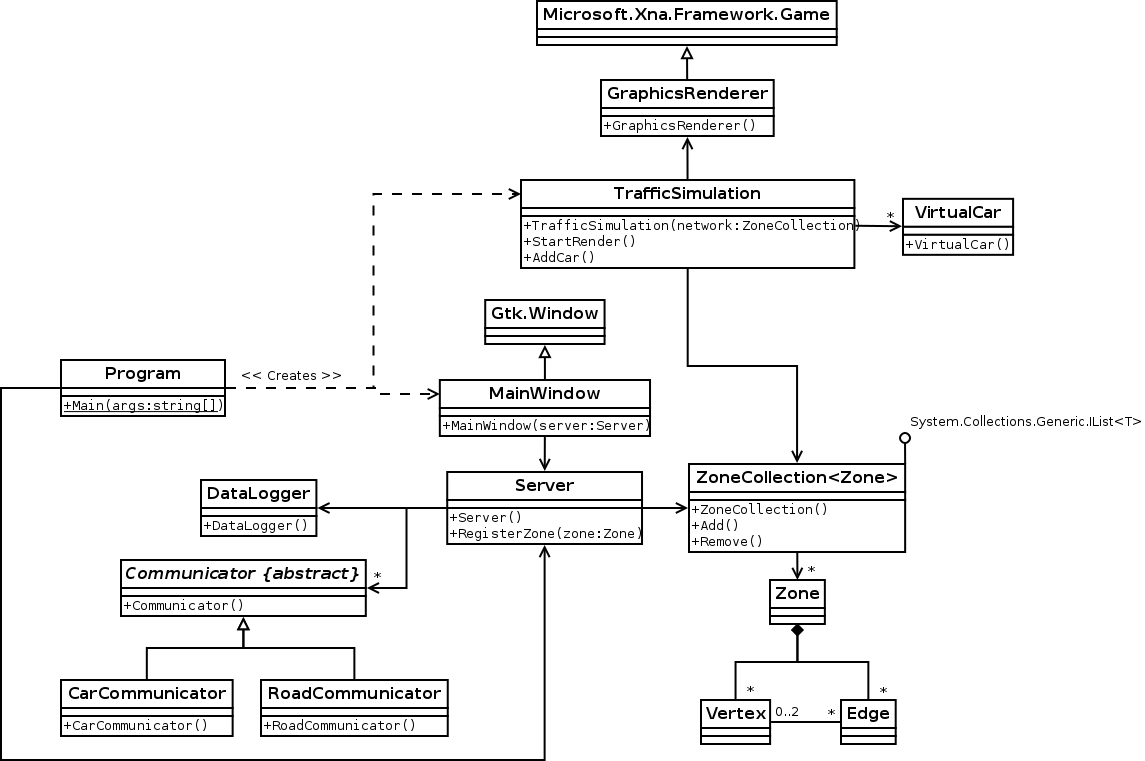 Microsoft.Xna.Framework.Game
GraphicsRenderer
+GraphicsRenderer()
TrafficSimulation
+TrafficSimulation(network:ZoneCollection)
+StartRender()
+AddCar()
*
VirtualCar
+VirtualCar()
Gtk.Window
Program
+Main(args:string[])
<< Creates >>
MainWindow
+MainWindow(server:Server)
System.Collections.Generic.IList<T>
DataLogger
+DataLogger()
Server
+Server()
+RegisterZone(zone:Zone)
ZoneCollection<Zone>
+ZoneCollection()
+Add()
+Remove()
Communicator {abstract}
+Communicator()
*
*
Zone
CarCommunicator
+CarCommunicator()
RoadCommunicator
+RoadCommunicator()
*
*
Vertex
0..2
*
Edge